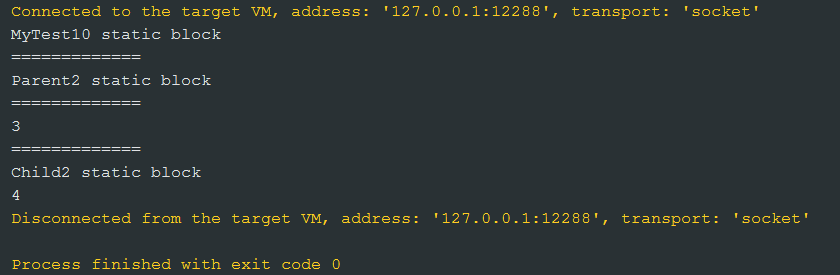 Connected to the target VM, address: '127.0.0.1:12288', transport: 'socket'
MyTest10 static block
=============
Parent2 static block
=============
3
=============
Child2 static block
4
Disconnected from the target VM, address: '127.0.0.1:12288', transport: 'socket'
Process finished with exit code 0